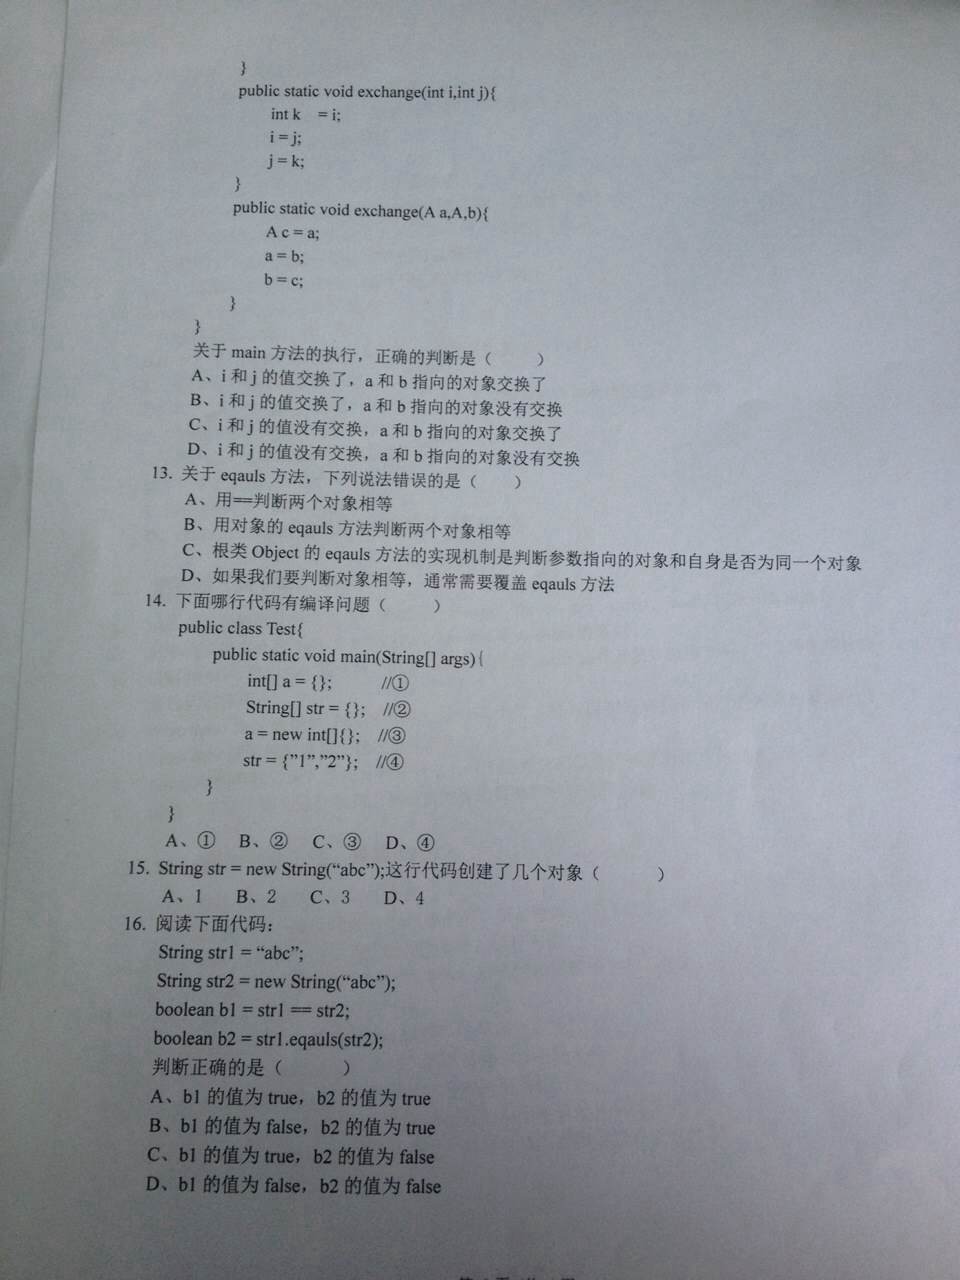 }
public static void exchange(int i,int j){
int k = i;
i = j;
j = k;
}
public static void exchange(A a,A,b){
A c = a;
a = b;
b = c;
}
}
关于 main 方法的执行，正确的判断是（ ）
A、i 和 j 的值交换了，a 和 b 指向的对象交换了
B、i 和 j 的值交换了，a 和 b 指向的对象没有交换
C、i 和 j 的值没有交换，a 和 b 指向的对象交换了
D、i 和 j 的值没有交换，a 和 b 指向的对象没有交换
13. 关于 eqauls 方法，下列说法错误的是（ ）
A、用==判断两个对象相等
B、用对象的 eqauls 方法判断两个对象相等
C、根类 Object 的 eqauls 方法的实现机制是判断参数指向的对象和自身是否为同一个对象
D、如果我们要判断对象相等，通常需要覆盖 eqauls 方法
14. 下面哪行代码有编译问题（ ）
public class Test{
public static void main(String[] args){
int[] a = {}; //①
String[] str = {}; //②
a = new int[]{}; //③
str = {”1”,”2”}; //④
}
}
A、① B、② C、③ D、④
15. String str = new String(“abc”);这行代码创建了几个对象（ ）
A、1 B、2 C、3 D、4
16. 阅读下面代码：
String str1 = “abc”;
String str2 = new String(“abc”);
boolean b1 = str1 == str2;
boolean b2 = str1.eqauls(str2);
判断正确的是（ ）
A、b1 的值为 true，b2 的值为 true
B、b1 的值为 false，b2 的值为 true
C、b1 的值为 true，b2 的值为 false
D、b1 的值为 false，b2 的值为 false